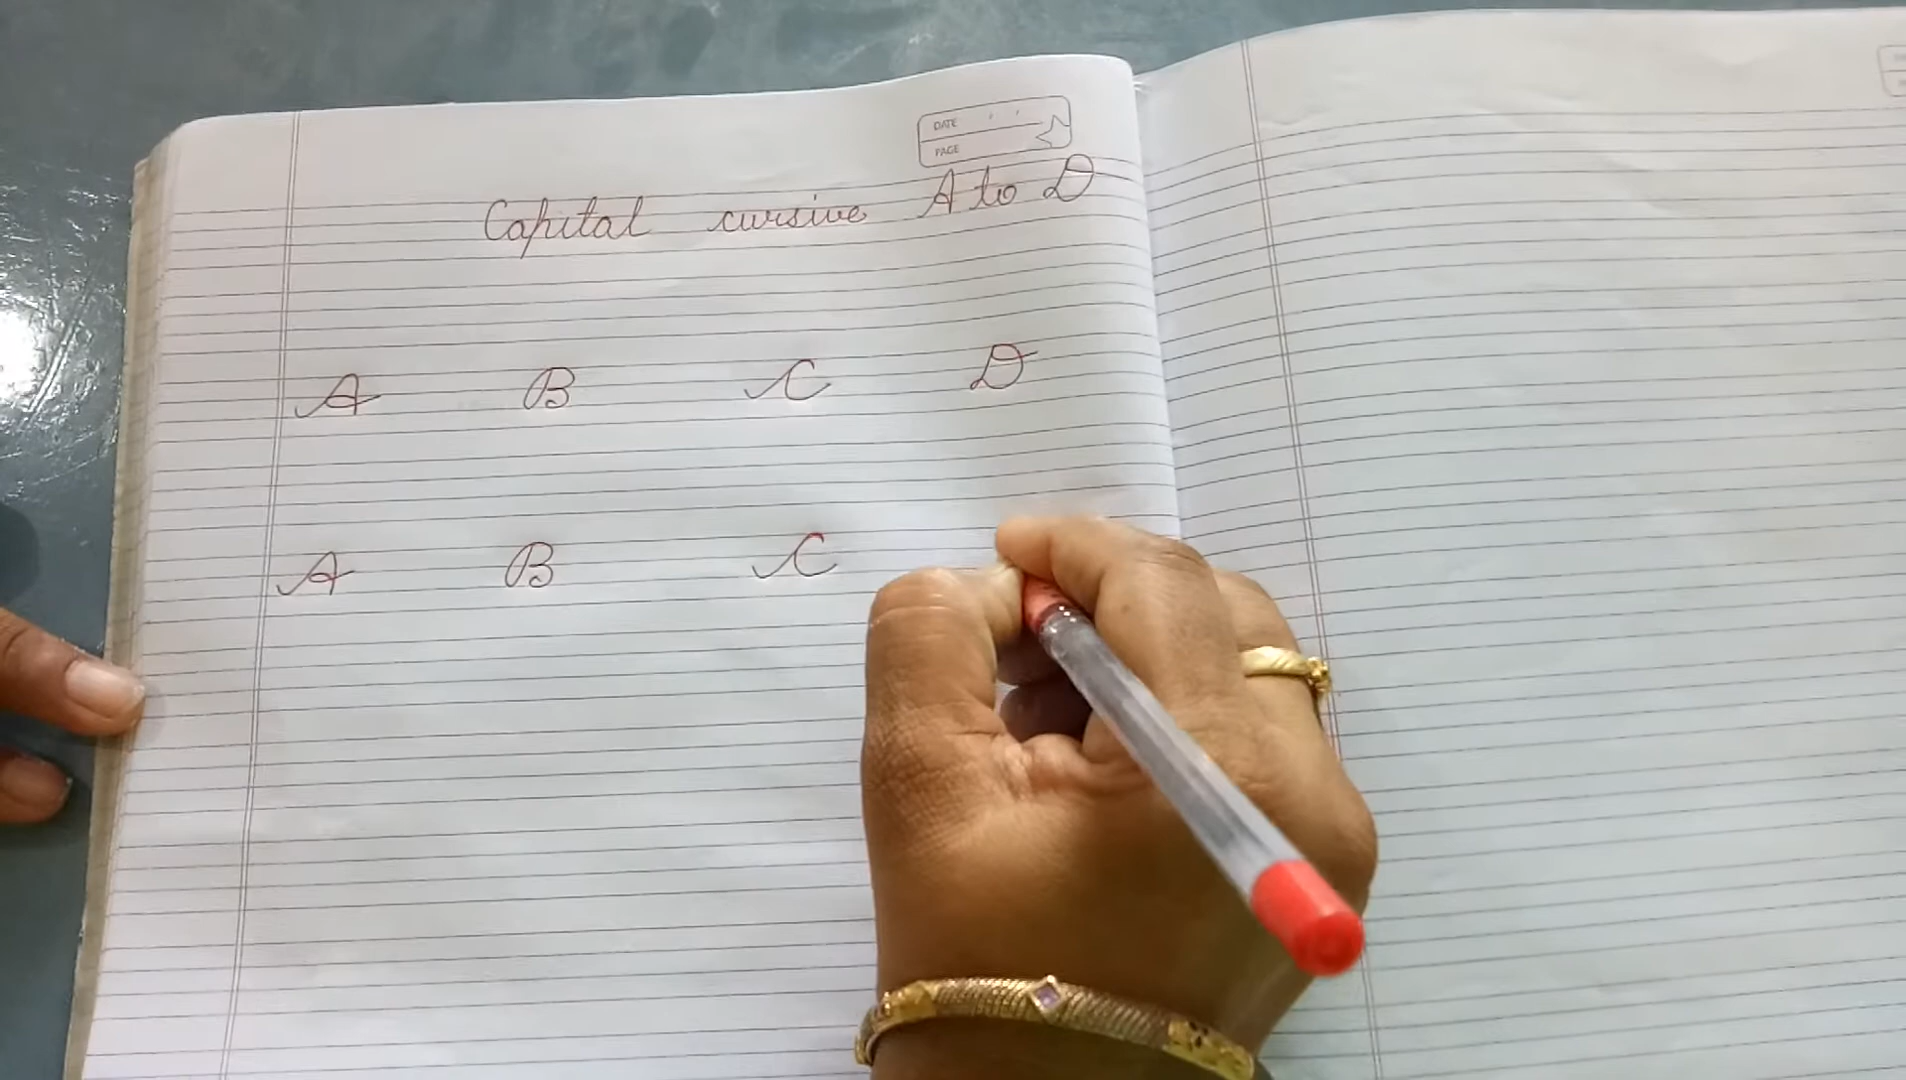 DATE
PAGE
Capital cursive A to D
A B C D
A B C